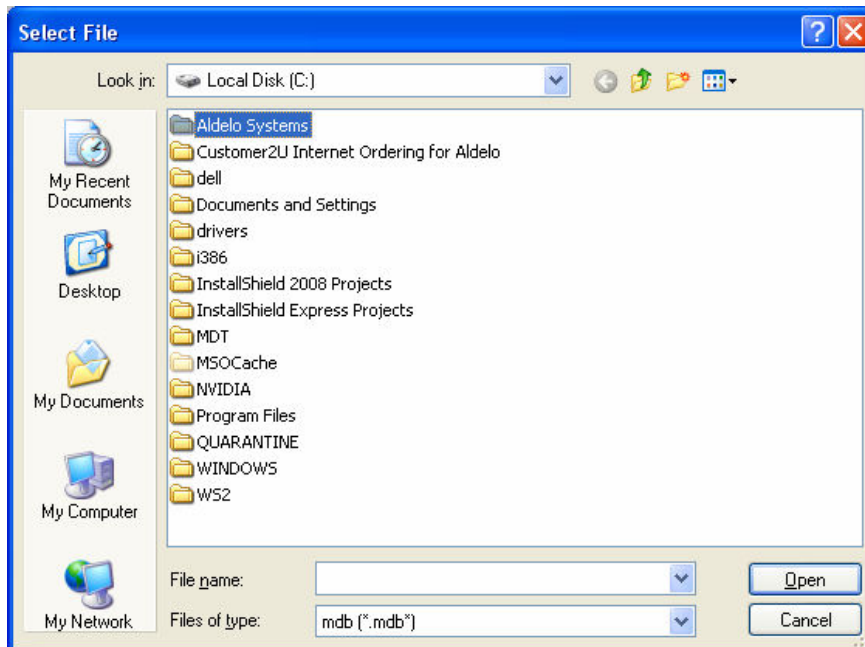 Select File
Look in:
Local Disk (C:)
My Recent
Documents
Desktop
My Documents
My Computer
My Network
Aldelo Systems
Customer2U Internet Ordering for Aldelo
dell
Documents and Settings
drivers
i386
InstallShield 2008 Projects
InstallShield Express Projects
MDT
MSOCache
NVIDIA
Program Files
QUARANTINE
WINDOWS
WS2
File name:
Open
Files of type:
mdb (*.mdb*)
Cancel